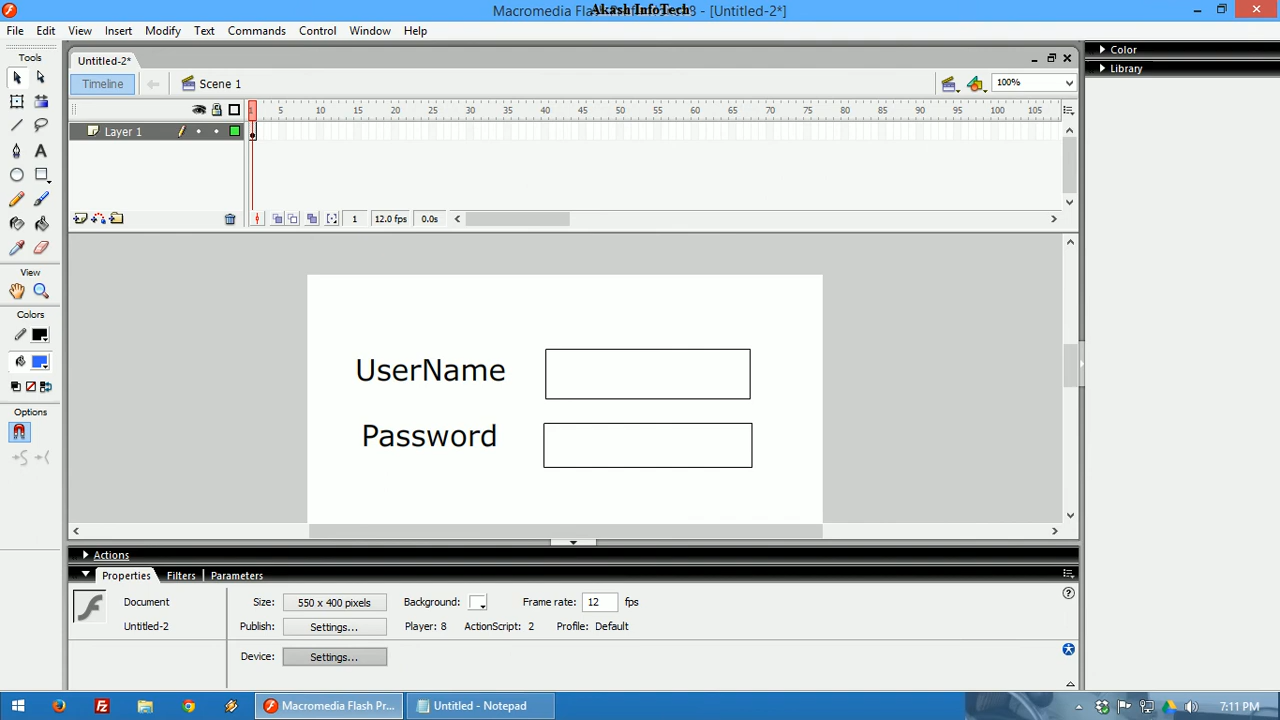 Akash InfoTech
Macromedia Fla 8 - [Untitled-2*]
File Edit View Insert Modify Text Commands Control Window Help
Tools
Untitled-2*
Timeline Scene 1 100%
5 10 15 20 25 30 35 40 45 50 55 60 65 70 75 80 85 90 95 100 105
Layer 1
1 12.0 fps 0.0s
View
Colors
Options
Color
Library
UserName
Password
Actions
Properties Filters Parameters
Document Size: 550 x 400 pixels Background: Frame rate: 12 fps
Untitled-2 Publish: Settings... Player: 8 ActionScript: 2 Profile: Default
Device: Settings...
Macromedia Flash Pr... Untitled - Notepad 7:11 PM